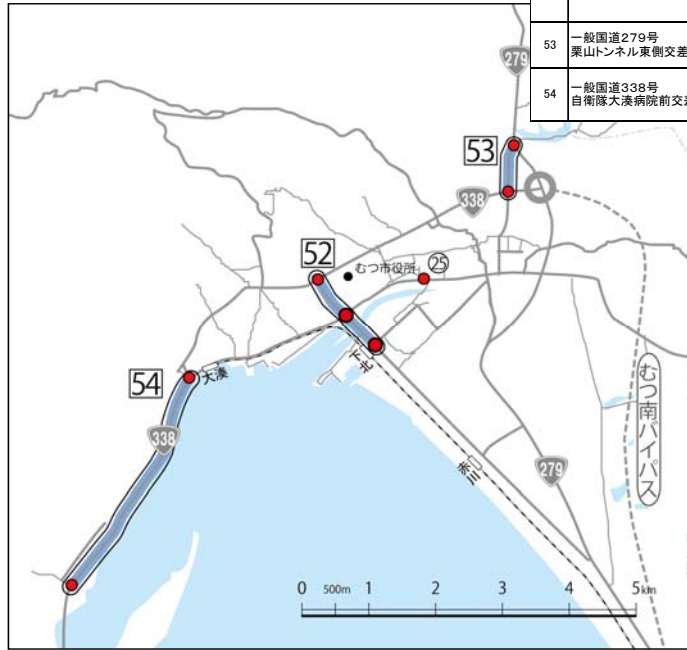 53
一般国道279号
栗山トンネル東側交差
54
一般国道338号
自衛隊大湊病院前交差
279
53
338
52
むつ市役所
25
下北
大湊
54
338
むつ南バイパス
赤川
279
0 500m 1 2 3 4 5km